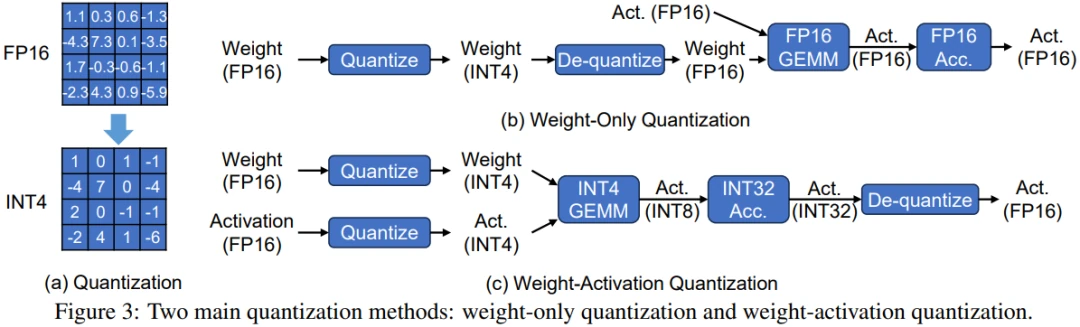 FP16
1.1 0.3 0.6 -1.3
-4.3 7.3 0.1 -3.5
1.7 -0.3 -0.6 -1.1
-2.3 4.3 0.9 -5.9
INT4
1 0 1 -1
-4 7 0 -4
2 0 -1 -1
-2 4 1 -6
(a) Quantization
Act. (FP16)
Weight
(FP16)
Quantize
Weight
(INT4)
De-quantize
Weight
(FP16)
FP16
GEMM
Act.
(FP16)
FP16
Acc.
Act.
(FP16)
(b) Weight-Only Quantization
Weight
(FP16)
Quantize
Weight
(INT4)
Activation
(FP16)
Quantize
Act.
(INT4)
INT4
GEMM
Act.
(INT8)
INT32
Acc.
Act.
(INT32)
De-quantize
Act.
(FP16)
(c) Weight-Activation Quantization
Figure 3: Two main quantization methods: weight-only quantization and weight-activation quantization.